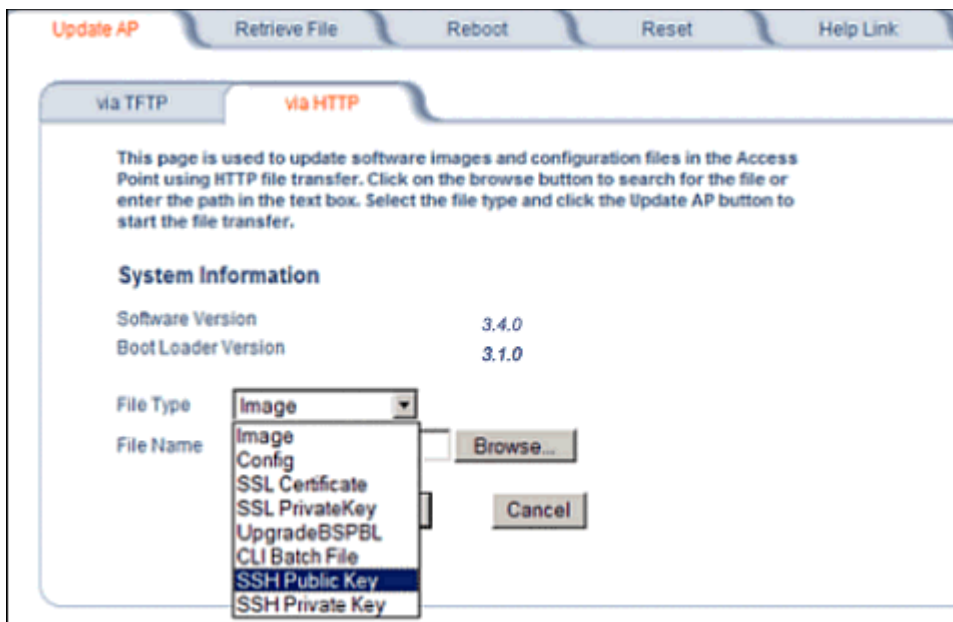 Update AP Retrieve File Reboot Reset Help Link
via TFTP via HTTP
This page is used to update software images and configuration files in the Access
Point using HTTP file transfer. Click on the browse button to search for the file or
enter the path in the text box. Select the file type and click the Update AP button to
start the file transfer.
System Information
Software Version 3.4.0
Boot Loader Version 3.1.0
File Type Image
File Name Browse...
Image
Config
SSL Certificate
SSL PrivateKey
UpgradeBSPBL
CLI Batch File
SSH Public Key
SSH Private Key
Cancel